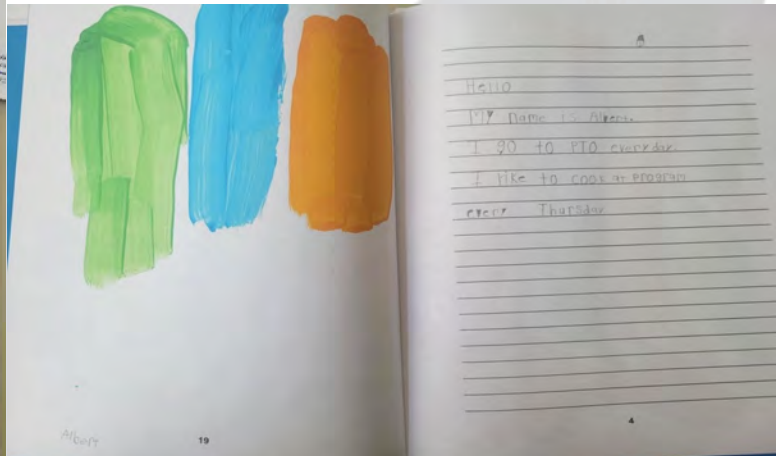 Albert
19
Hello
My name is Albert.
I go to PTO everyday.
I like to cook at program
every Thursday
4